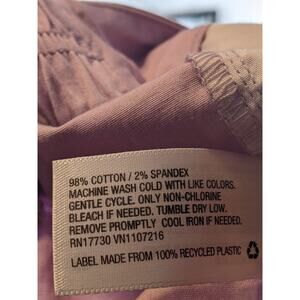 98% COTTON / 2% SPANDEX
MACHINE WASH COLD WITH LIKE COLORS.
GENTLE CYCLE. ONLY NON-CHLORINE
BLEACH IF NEEDED. TUMBLE DRY LOW.
REMOVE PROMPTLY COOL IRON IF NEEDED.
RN17730 VN1107216
LABEL MADE FROM 100% RECYCLED PLASTIC